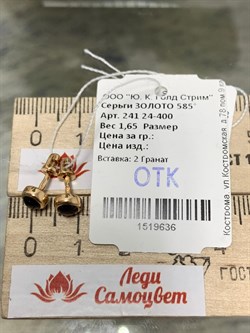 ООО "Ю. К. Голд Стрим"
Серьги ЗОЛОТО 585
Арт. 241 24-400
Вес 1,65 Размер
Цена за гр.:
Цена изд.:
Вставка: 2 Гранат
ОТК
1519636
Кострома, ул Костромская, д.78
Леди
Самоцвет